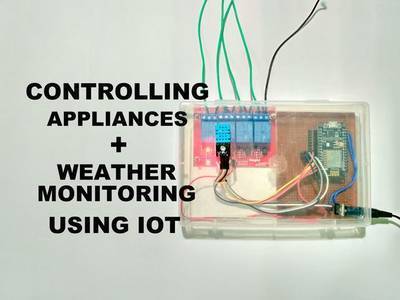 CONTROLLING
APPLIANCES
+
WEATHER
MONITORING
USING IOT